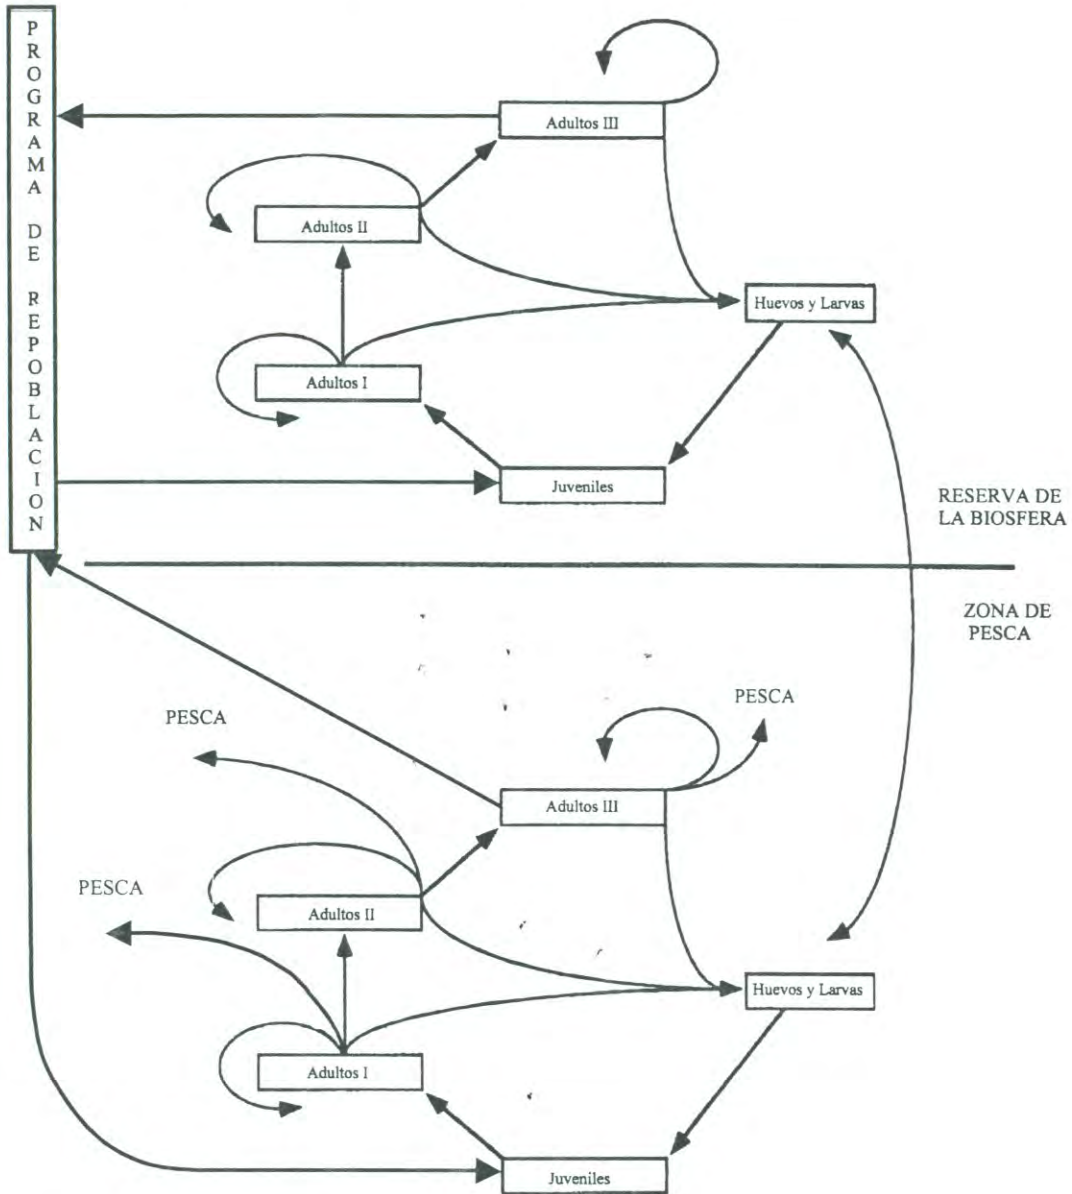 PROGRAMA DE REPOBLACION
Adultos III
Adultos II
Huevos y Larvas
Adultos I
Juveniles
RESERVA DE
LA BIOSFERA
ZONA DE
PESCA
PESCA
PESCA
Adultos III
PESCA
Adultos II
Huevos y Larvas
Adultos I
Juveniles